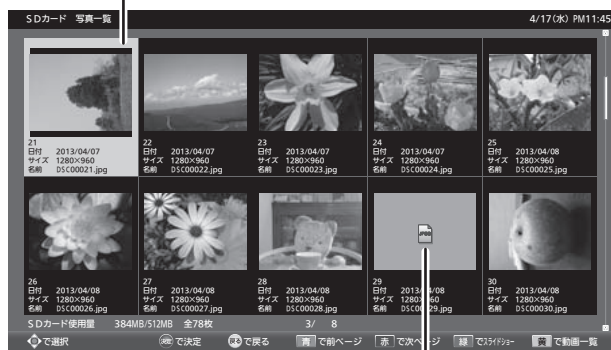 SDカード 写真一覧 4/17(水) PM11:45
21 22 23 24 25
日付 2013/04/07 日付 2013/04/07 日付 2013/04/07 日付 2013/04/07 日付 2013/04/08
サイズ 1280×960 サイズ 1280×960 サイズ 1280×960 サイズ 1280×960 サイズ 1280×960
名前 DSC00021.jpg 名前 DSC00022.jpg 名前 DSC00023.jpg 名前 DSC00024.jpg 名前 DSC00025.jpg
JPEG
26 27 28 29 30
日付 2013/04/08 日付 2013/04/08 日付 2013/04/08 日付 2013/04/08 日付 2013/04/08
サイズ 1280×960 サイズ 1280×960 サイズ 1280×960 サイズ 1280×960 サイズ 1280×960
名前 DSC00026.jpg 名前 DSC00027.jpg 名前 DSC00028.jpg 名前 DSC00029.jpg 名前 DSC00030.jpg
SDカード使用量 384MB/512MB 全78枚 3/ 8
で選択 決定 で決定 戻る で戻る 青 で前ページ 赤 で次ページ 緑 でスライドショー 黄 で動画一覧